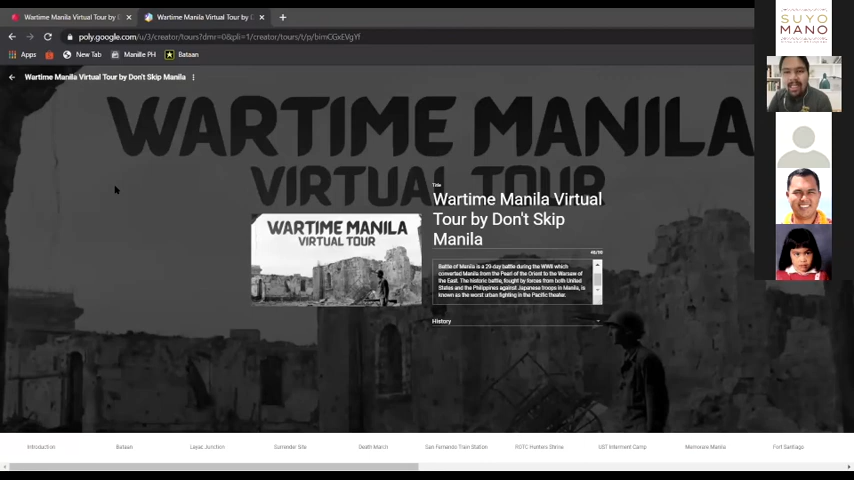 Wartime Manila Virtual Tour by D
Wartime Manila Virtual Tour by
poly.google.com/u/3/creator/tours?dmr=0&pli=1/creator/tours/t/p/bimCGxEVgYf
Apps
New Tab
Manille PH
Bataan
SUYO
MANO
Wartime Manila Virtual Tour by Don't Skip Manila
WARTIME MANILA
VIRTUAL TOUR
Title
Wartime Manila Virtual
Tour by Don't Skip
Manila
WARTIME MANILA
VIRTUAL TOUR
Battle of Manila is a 29-day battle during the WWII which
converted Manila from the Pearl of the Orient to the Warsaw of
the East. The historic battle, fought by forces from both United
States and the Philippines against Japanese troops in Manila, is
known as the worst urban fighting in the Pacific theater.
History
Introduction
Bataan
Layac Junction
Surrender Site
Death March
San Fernando Train Station
ROTC Hunters Shrine
UST Interment Camp
Memorare Manila
Fort Santiago